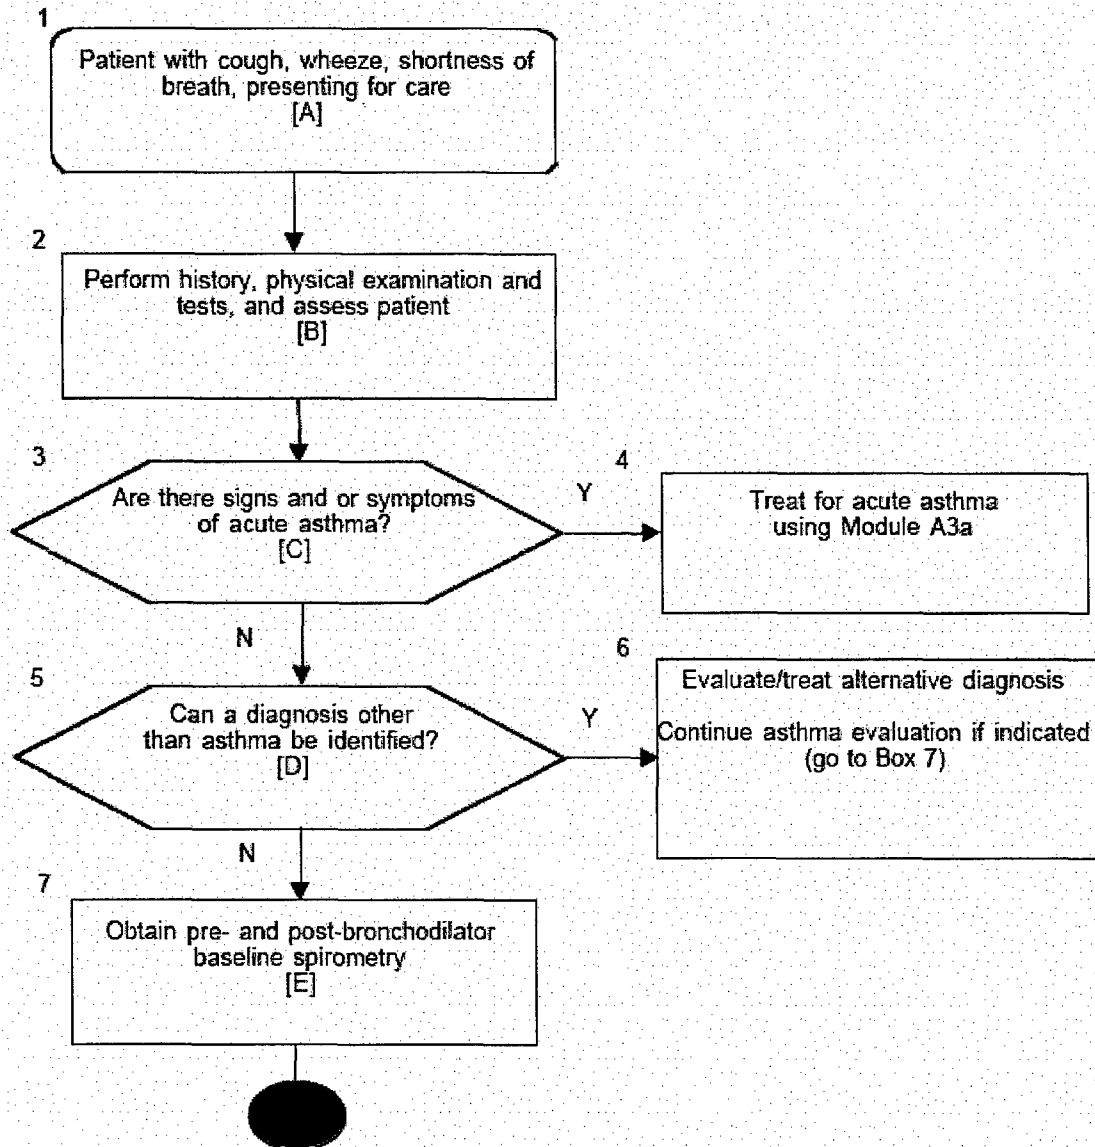 1
Patient with cough, wheeze, shortness of
breath, presenting for care
[A]
2
Perform history, physical examination and
tests, and assess patient
[B]
3
Are there signs and or symptoms
of acute asthma?
[C]
Y
4
Treat for acute asthma
using Module A3a
N
5
Can a diagnosis other
than asthma be identified?
[D]
Y
6
Evaluate/treat alternative diagnosis
Continue asthma evaluation if indicated
(go to Box 7)
N
7
Obtain pre- and post-bronchodilator
baseline spirometry
[E]